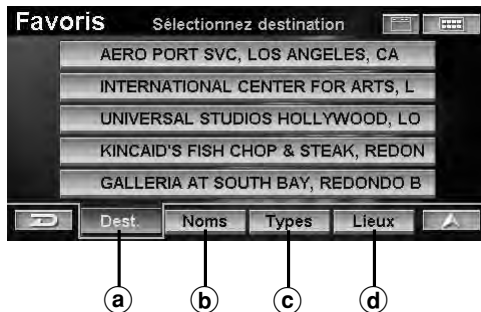 Favoris Sélectionnez destination
AERO PORT SVC, LOS ANGELES, CA
INTERNATIONAL CENTER FOR ARTS, L
UNIVERSAL STUDIOS HOLLYWOOD, LO
KINCAID'S FISH CHOP & STEAK, REDON
GALLERIA AT SOUTH BAY, REDONDO B
Dest. Noms Types Lieux
a b c d